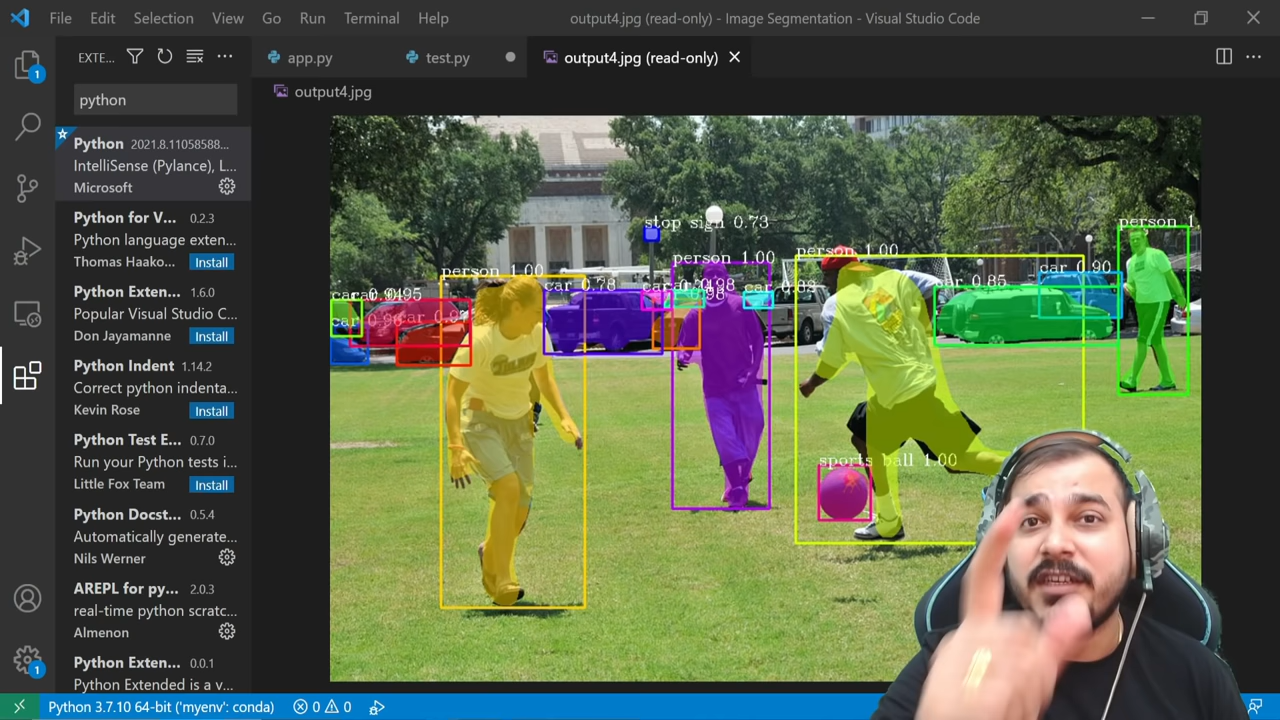 File Edit Selection View Go Run Terminal Help output4.jpg (read-only) - Image Segmentation - Visual Studio Code
EXTE...
app.py
test.py
output4.jpg (read-only)
1
python
output4.jpg
Python 2021.8.11058588...
IntelliSense (Pylance), L...
Microsoft
Python for V... 0.2.3
Python language exten...
Thomas Haako... Install
Python Exten... 1.6.0
Popular Visual Studio C...
Don Jayamanne Install
Python Indent 1.14.2
Correct python indenta...
Kevin Rose Install
Python Test E... 0.7.0
Run your Python tests i...
Little Fox Team Install
Python Docst... 0.5.4
Automatically generate...
Nils Werner
AREPL for py... 2.0.3
real-time python scratc...
Almenon
Python Exten... 0.0.1
Python Extended is a v...
1
stop sign 0.73
person 1
person 1.00
person 1.00
person 1.00
car 0.90
car 0.78
car 0.85
sports ball 1.00
Python 3.7.10 64-bit ('myenv': conda) 0 0